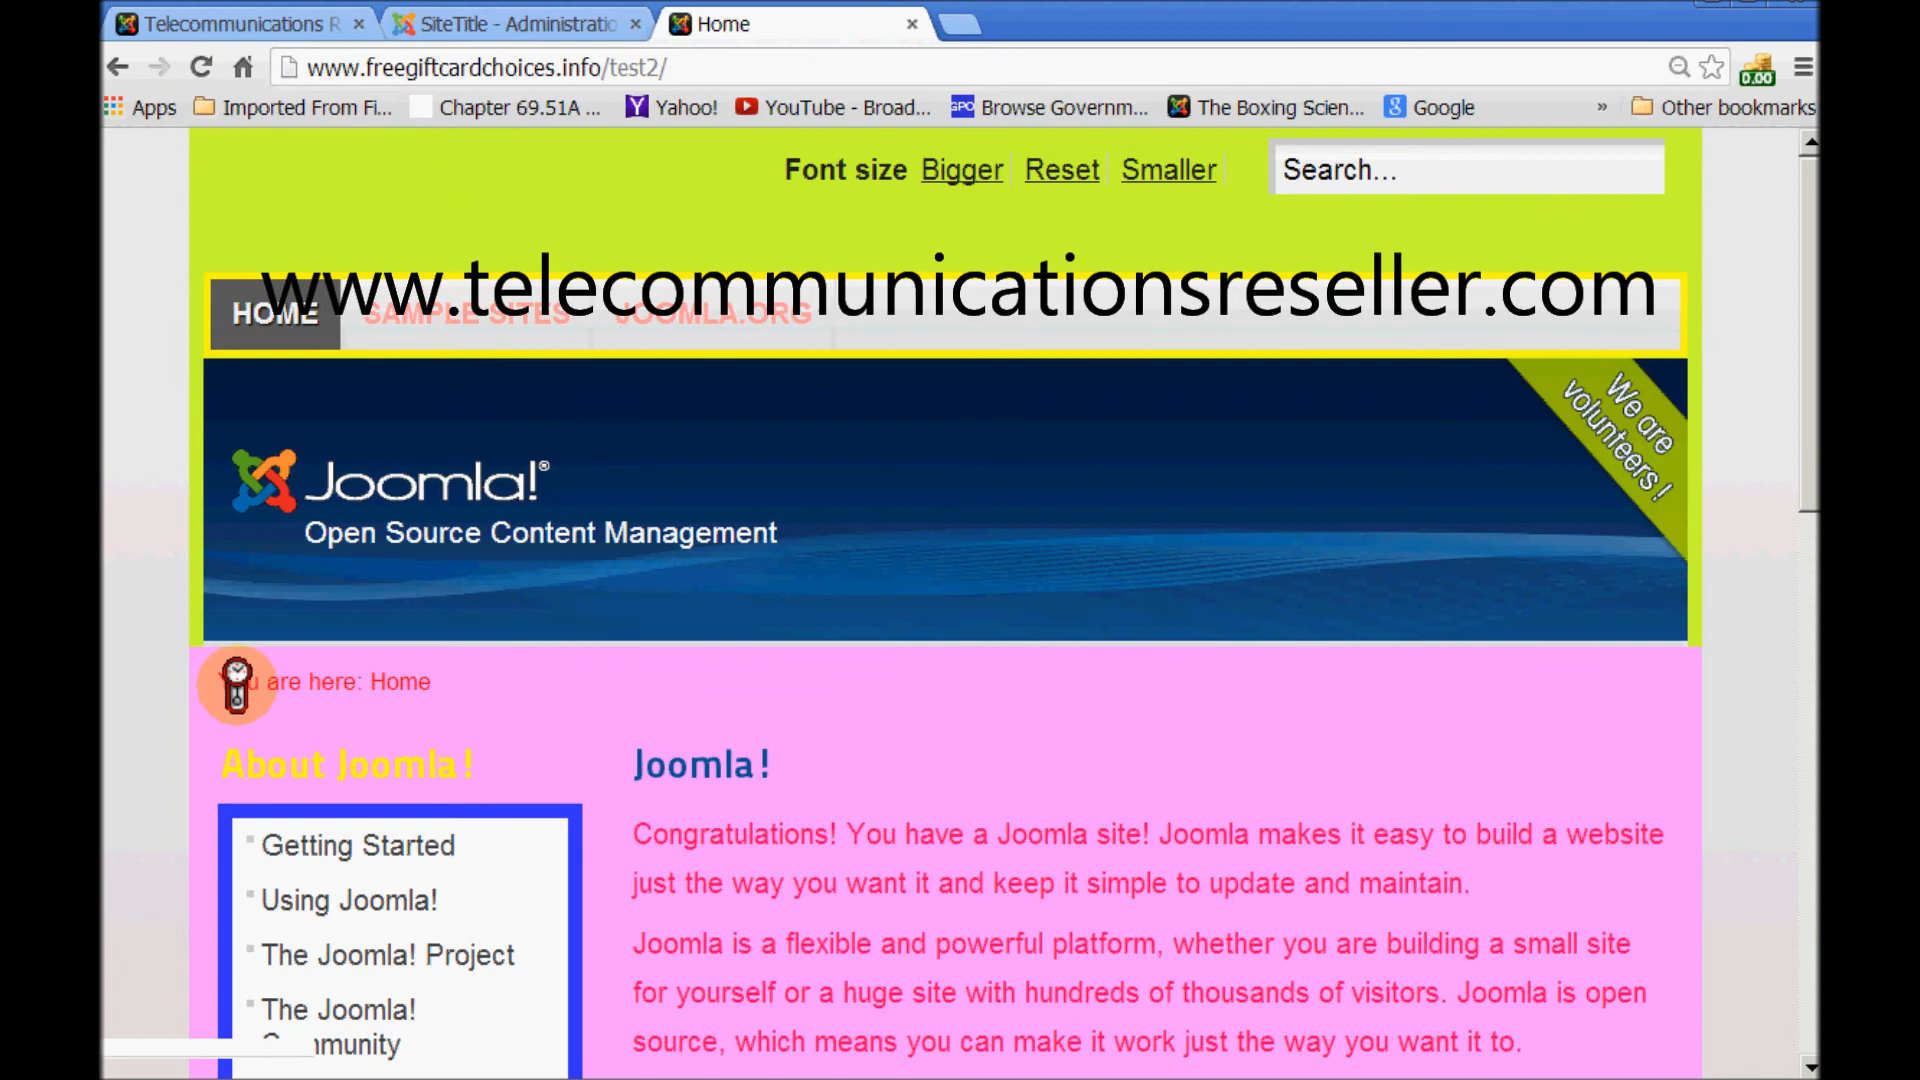 Telecommunications R
SiteTitle - Administratio
Home
www.freegiftcardchoices.info/test2/
0.00
Apps
Imported From Fi...
Chapter 69.51A ...
Yahoo!
YouTube - Broad...
GPO
Browse Governm...
The Boxing Scien...
Google
»
Other bookmarks
Font size Bigger Reset Smaller
Search...
www.telecommunicationsreseller.com
HOME SAMPLE SITES JOOMLA.ORG
We are
volunteers!
Joomla!®
Open Source Content Management
are here: Home
About Joomla!
Getting Started
Using Joomla!
The Joomla! Project
The Joomla!
Joomla!
Congratulations! You have a Joomla site! Joomla makes it easy to build a website
just the way you want it and keep it simple to update and maintain.
Joomla is a flexible and powerful platform, whether you are building a small site
for yourself or a huge site with hundreds of thousands of visitors. Joomla is open
source, which means you can make it work just the way you want it to.